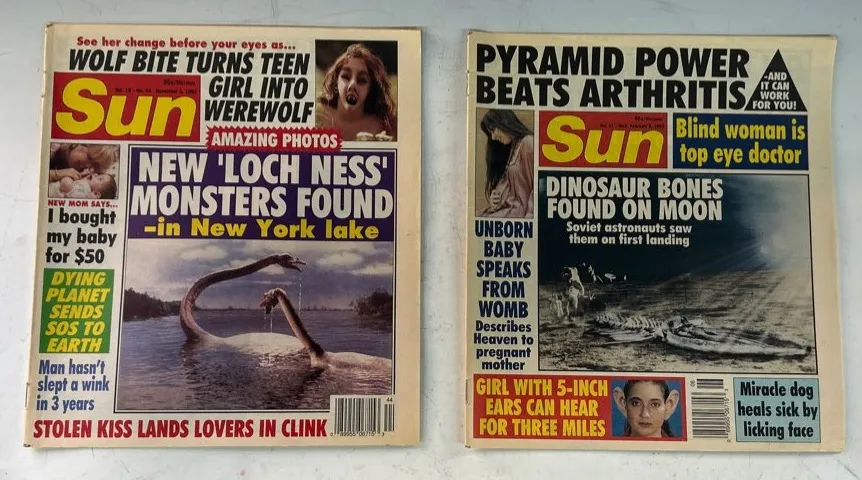 See her change before your eyes as...
WOLF BITE TURNS TEEN
GIRL INTO
WEREWOLF
Sun
AMAZING PHOTOS
NEW 'LOCH NESS'
MONSTERS FOUND
-in New York lake
NEW MOM SAYS...
I bought
my baby
for $50
DYING
PLANET
SENDS
SOS TO
EARTH
Man hasn't
slept a wink
in 3 years
STOLEN KISS LANDS LOVERS IN CLINK
44
PYRAMID POWER
BEATS ARTHRITIS
-AND
IT CAN
WORK
FOR YOU!
Sun
Blind woman is
top eye doctor
DINOSAUR BONES
FOUND ON MOON
Soviet astronauts saw
them on first landing
UNBORN
BABY
SPEAKS
FROM
WOMB
Describes
Heaven to
pregnant
mother
GIRL WITH 5-INCH
EARS CAN HEAR
FOR THREE MILES
06
Miracle dog
heals sick by
licking face